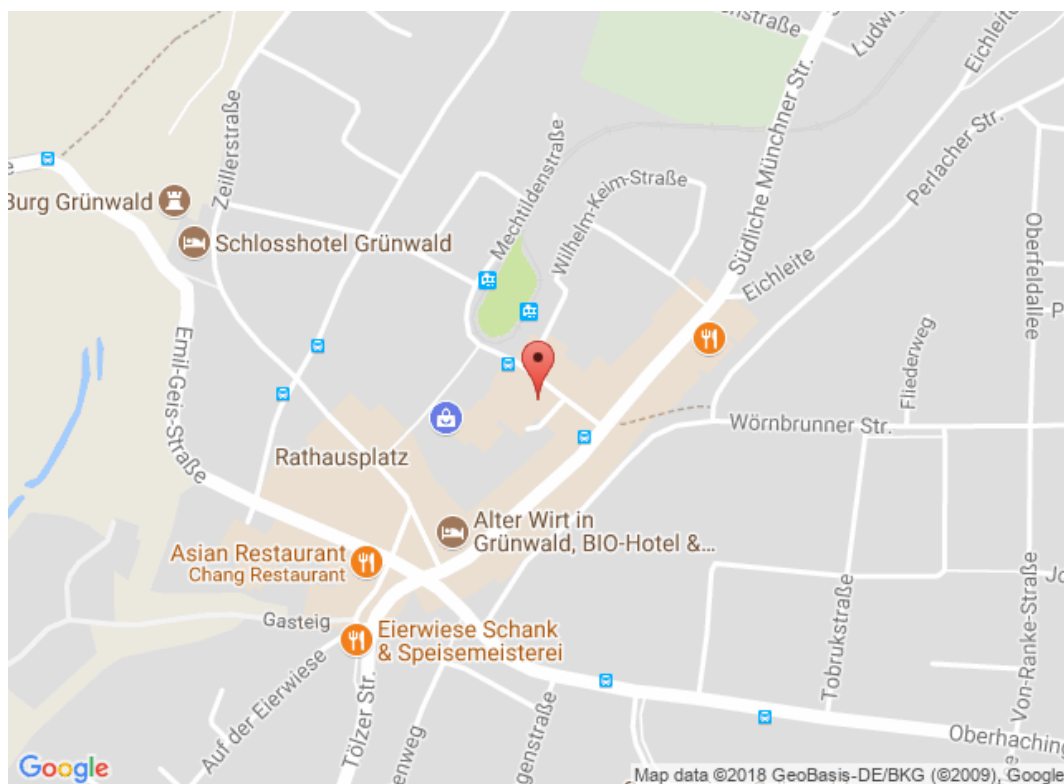 Ludwig
Eichleite
Südliche Münchner Str.
Perlacher Str.
Zeillerstraße
Mechtildenstraße
Wilhelm-Keim-Straße
Burg Grünwald
Schlosshotel Grünwald
Eichleite
Oberfeldallee
P
Emil-Geis-Straße
Fliederweg
Wörnbrunner Str.
Rathausplatz
Alter Wirt in
Grünwald, BIO-Hotel &...
Asian Restaurant
Chang Restaurant
Gasteig
Eierwiese Schank
& Speisemeisterei
Auf der Eierwiese
Tölzer Str.
enweg
genstraße
Tobrukstraße
Von-Ranke-Straße
Jo
Oberhaching
Google
Map data ©2018 GeoBasis-DE/BKG (©2009), Google